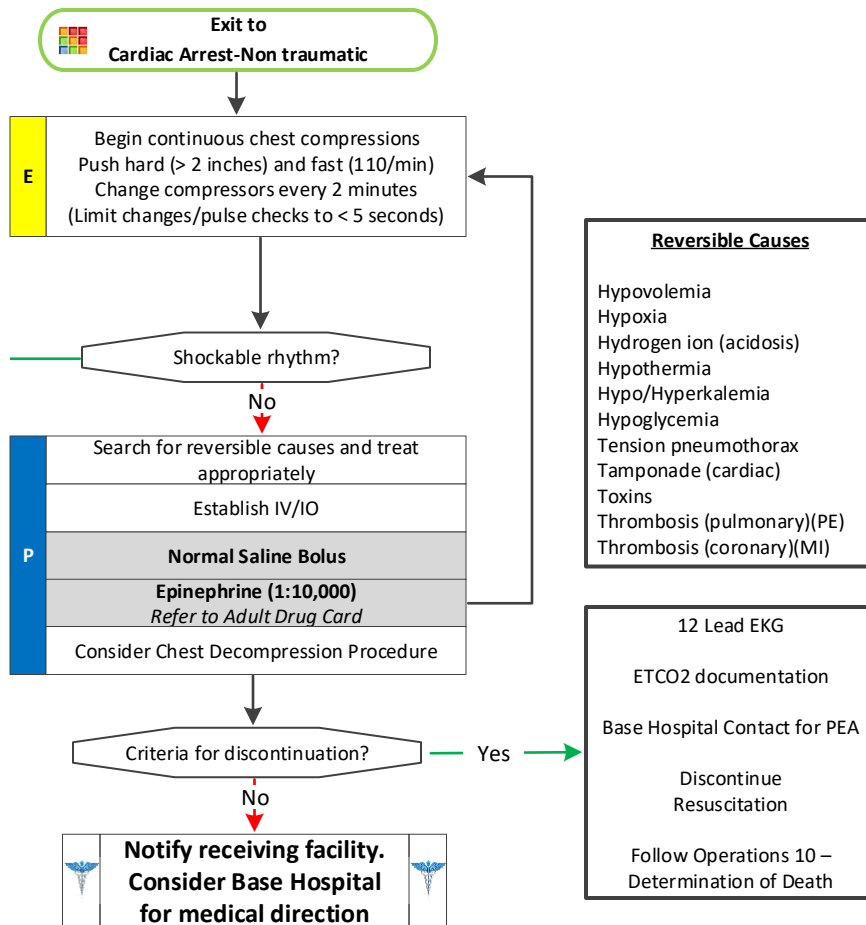 Exit to
Cardiac Arrest-Non traumatic
E
Begin continuous chest compressions
Push hard (> 2 inches) and fast (110/min)
Change compressors every 2 minutes
(Limit changes/pulse checks to < 5 seconds)
Shockable rhythm?
No
P
Search for reversible causes and treat
appropriately
Establish IV/IO
Normal Saline Bolus
Epinephrine (1:10,000)
Refer to Adult Drug Card
Consider Chest Decompression Procedure
Criteria for discontinuation?
Yes
No
Notify receiving facility.
Consider Base Hospital
for medical direction
Reversible Causes
Hypovolemia
Hypoxia
Hydrogen ion (acidosis)
Hypothermia
Hypo/Hyperkalemia
Hypoglycemia
Tension pneumothorax
Tamponade (cardiac)
Toxins
Thrombosis (pulmonary)(PE)
Thrombosis (coronary)(MI)
12 Lead EKG
ETCO2 documentation
Base Hospital Contact for PEA
Discontinue
Resuscitation
Follow Operations 10 –
Determination of Death